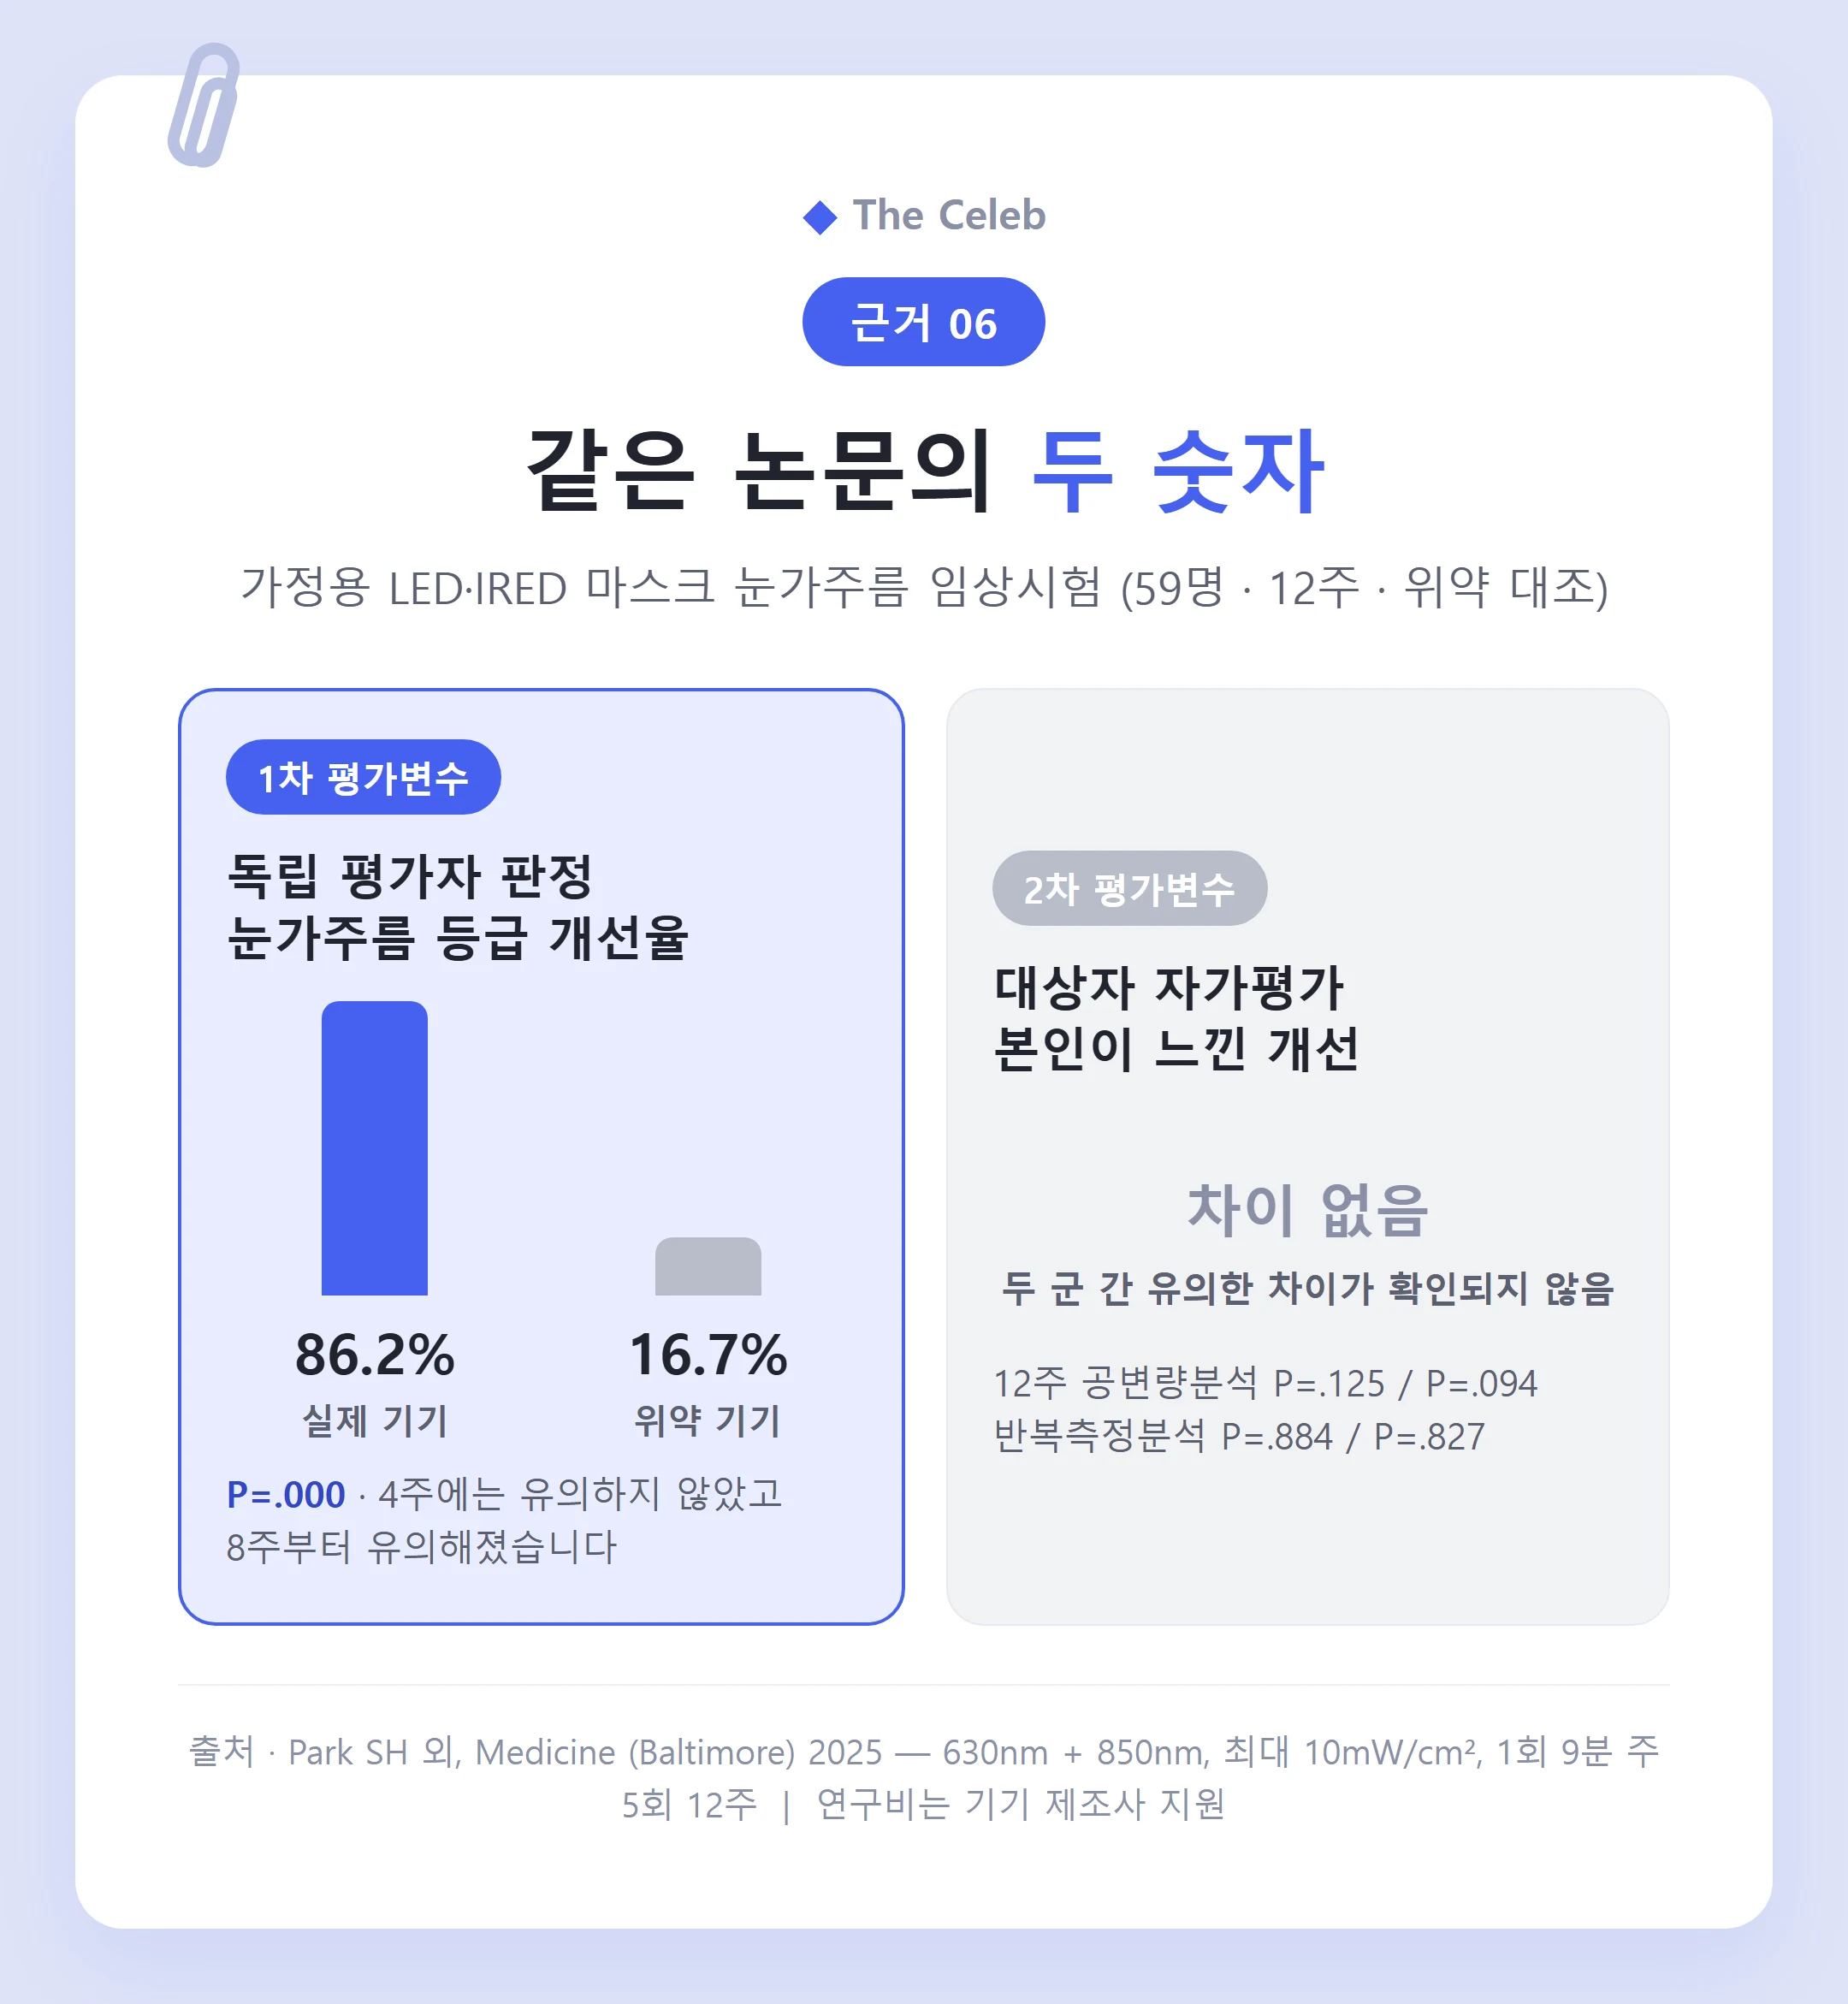 The Celeb
근거 06
같은 논문의 두 숫자
가정용 LED·IRED 마스크 눈가주름 임상시험 (59명 · 12주 · 위약 대조)
1차 평가변수
독립 평가자 판정
눈가주름 등급 개선율
86.2%
실제 기기
16.7%
위약 기기
P=.000 · 4주에는 유의하지 않았고
8주부터 유의해졌습니다
2차 평가변수
대상자 자가평가
본인이 느낀 개선
차이 없음
두 군 간 유의한 차이가 확인되지 않음
12주 공변량분석 P=.125 / P=.094
반복측정분석 P=.884 / P=.827
출처 · Park SH 외, Medicine (Baltimore) 2025 — 630nm + 850nm, 최대 10mW/cm², 1회 9분 주
5회 12주 | 연구비는 기기 제조사 지원